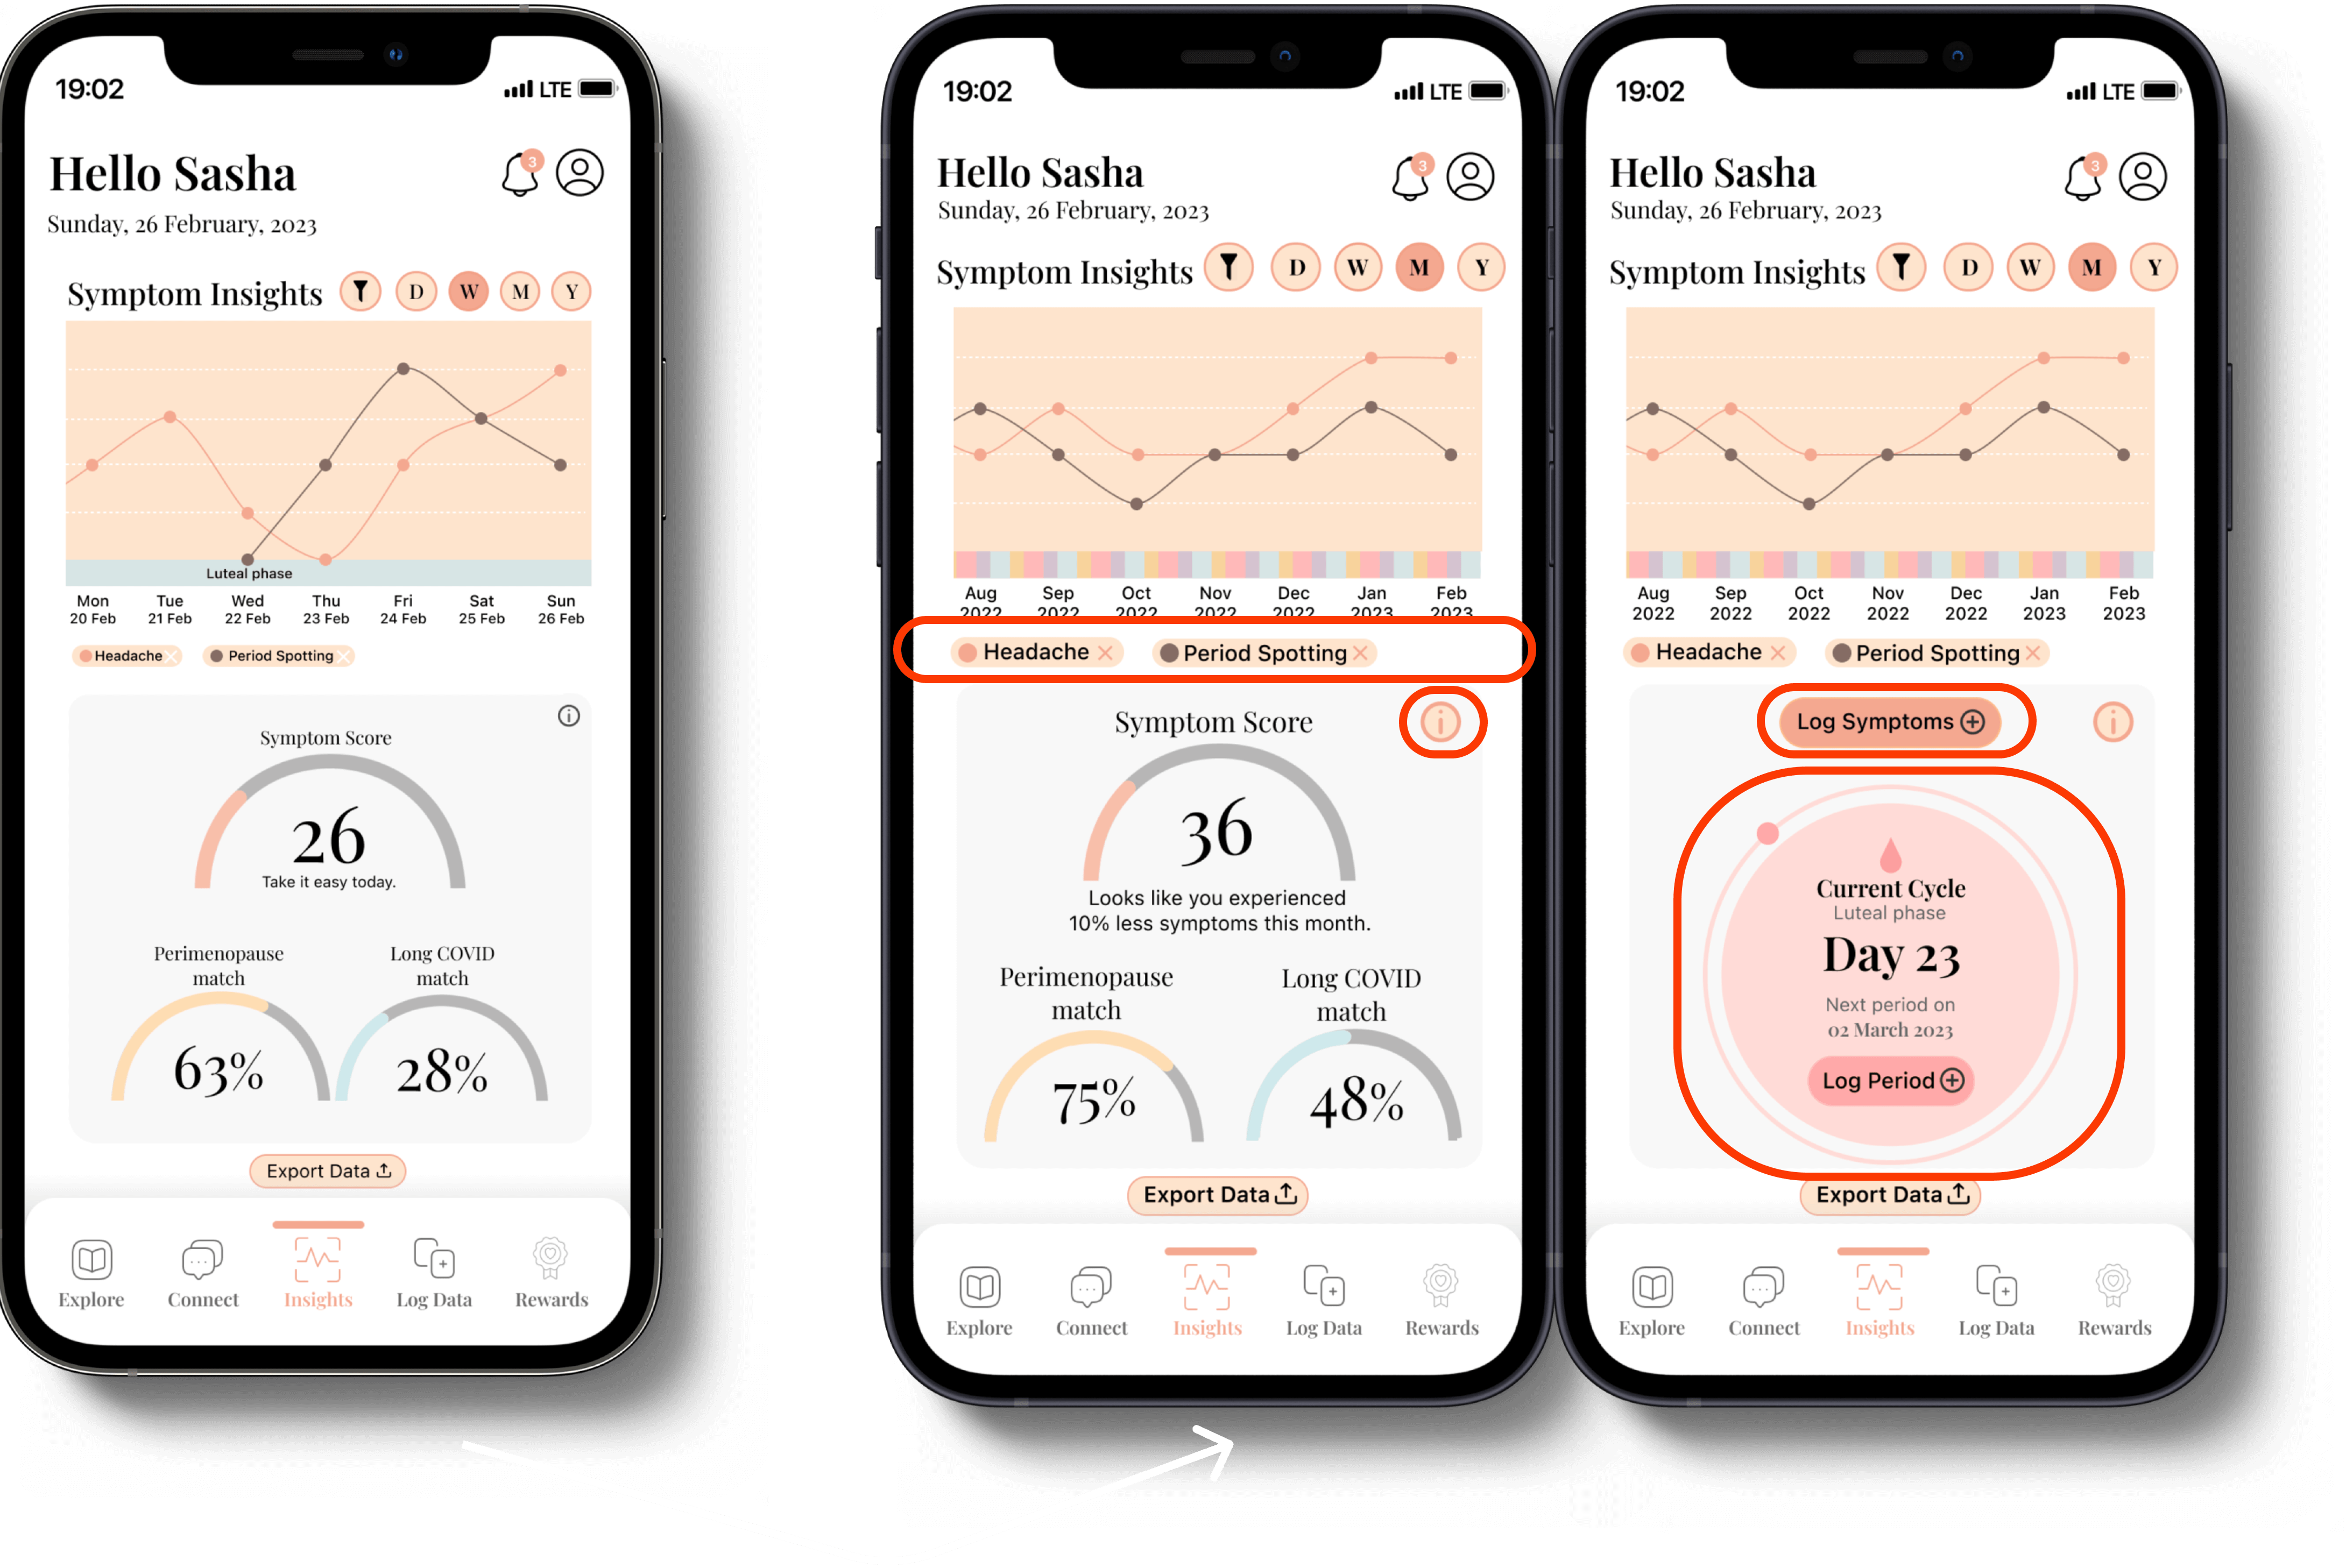 19:02
LTE
Hello Sasha
3
Sunday, 26 February, 2023
Symptom Insights D W M Y
Luteal phase
Mon Tue Wed Thu Fri Sat Sun
20 Feb 21 Feb 22 Feb 23 Feb 24 Feb 25 Feb 26 Feb
Headache Period Spotting
Symptom Score
26
Take it easy today.
Perimenopause
match
63%
Long COVID
match
28%
Export Data
Explore Connect Insights Log Data Rewards
19:02
LTE
Hello Sasha
3
Sunday, 26 February, 2023
Symptom Insights D W M Y
Aug Sep Oct Nov Dec Jan Feb
2022 2022 2022 2022 2022 2023 2023
Headache Period Spotting
Symptom Score
36
Looks like you experienced
10% less symptoms this month.
Perimenopause
match
75%
Long COVID
match
48%
Export Data
Explore Connect Insights Log Data Rewards
19:02
LTE
Hello Sasha
3
Sunday, 26 February, 2023
Symptom Insights D W M Y
Aug Sep Oct Nov Dec Jan Feb
2022 2022 2022 2022 2022 2023 2023
Headache Period Spotting
Log Symptoms
Current Cycle
Luteal phase
Day 23
Next period on
02 March 2023
Log Period
Export Data
Explore Connect Insights Log Data Rewards